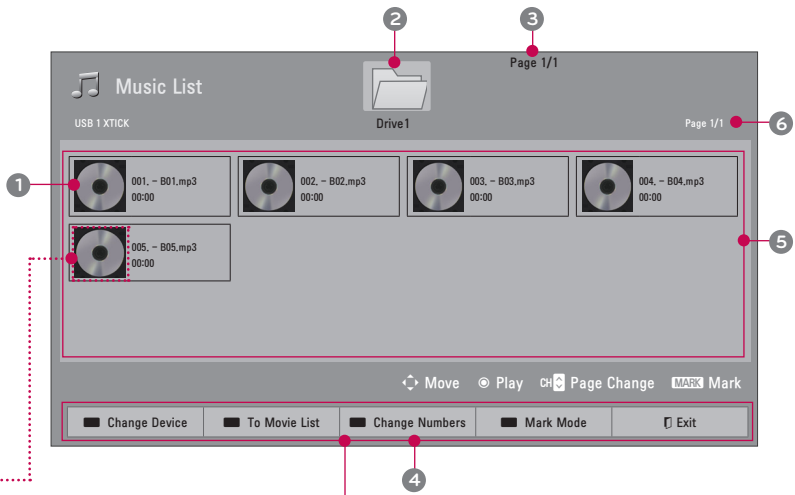 2
3
Page 1/1
Music List
Drive1
USB 1 XTICK
Page 1/1
6
1
001. - B01.mp3
00:00
002. - B02.mp3
00:00
003. - B03.mp3
00:00
004. - B04.mp3
00:00
005. - B05.mp3
00:00
5
Move
Play
CH Page Change
MARK Mark
Change Device
To Movie List
Change Numbers
Mark Mode
Exit
4